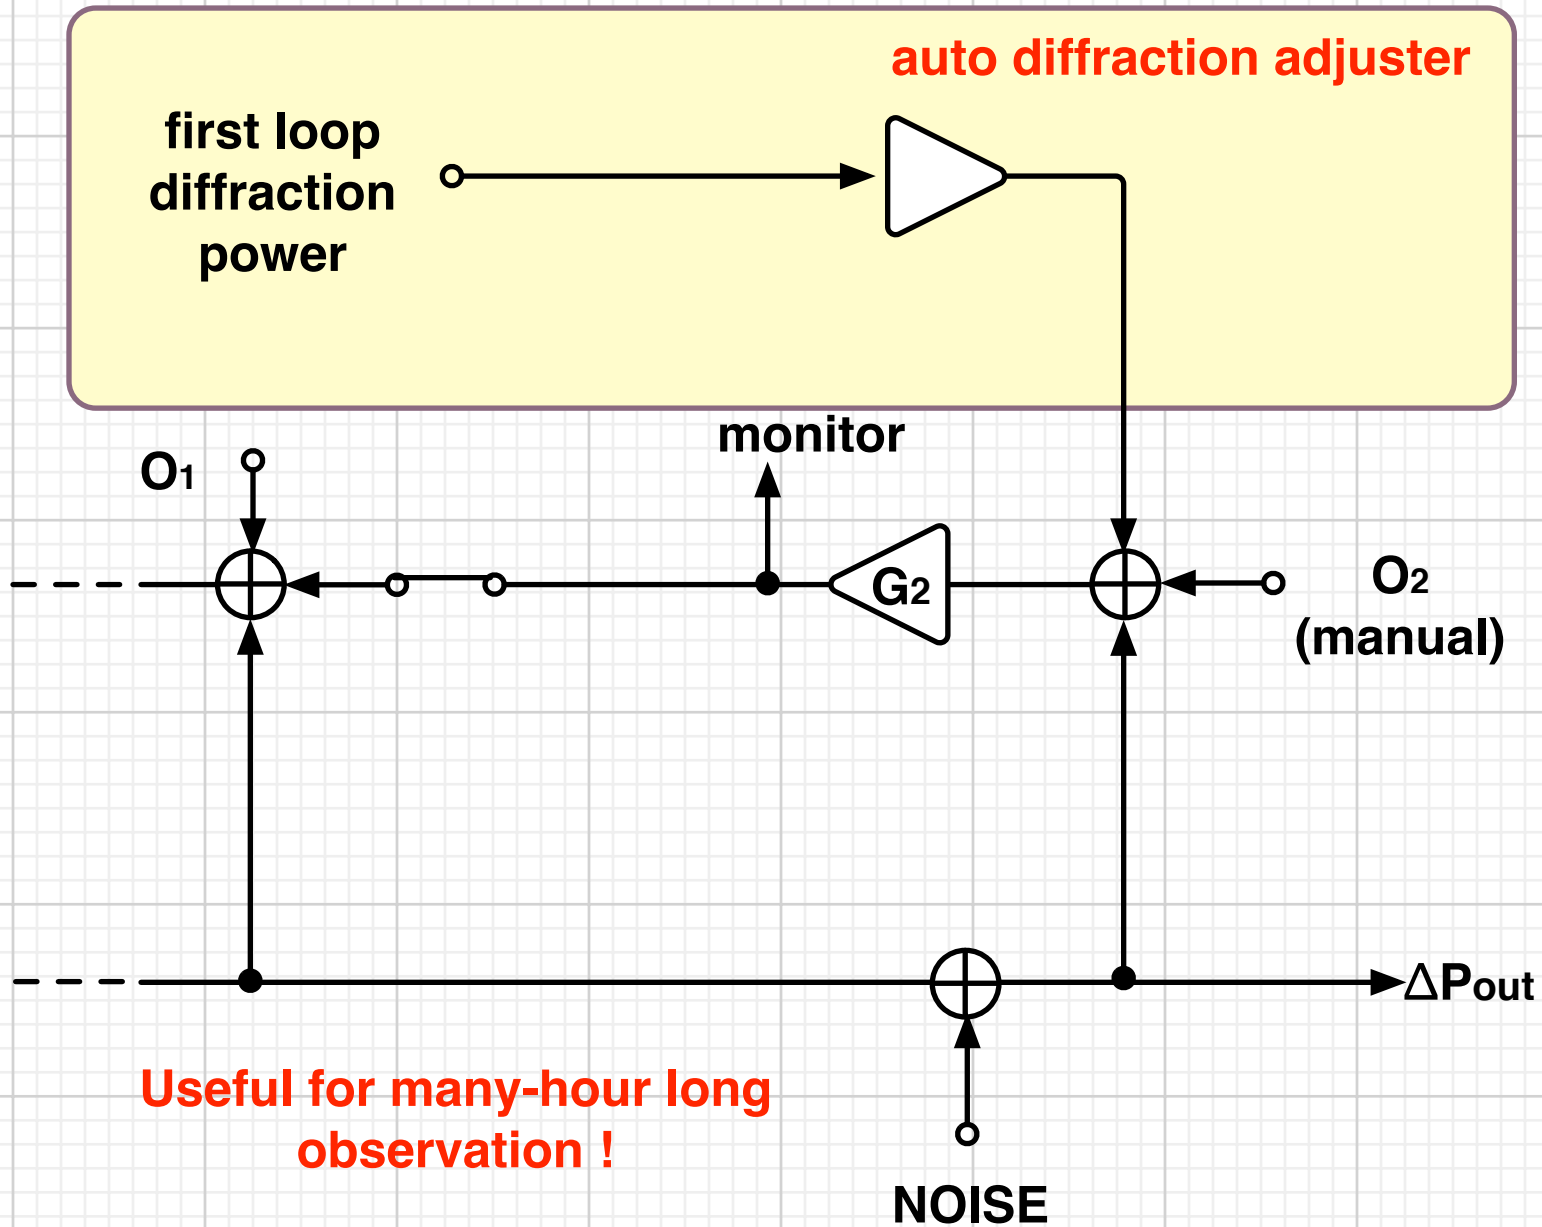 auto diffraction adjuster
first loop
diffraction
power
monitor
O1
G2
O2
(manual)
ΔPout
Useful for many-hour long
observation !
NOISE